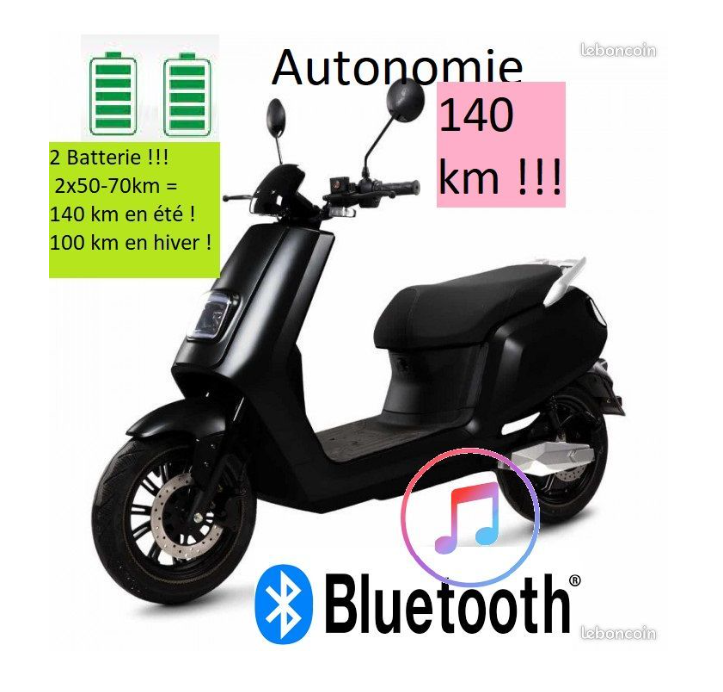 leboncoin
Autonomie
140
km !!!
2 Batterie !!!
2x50-70km =
140 km en été !
100 km en hiver !
Bluetooth®
leboncoin